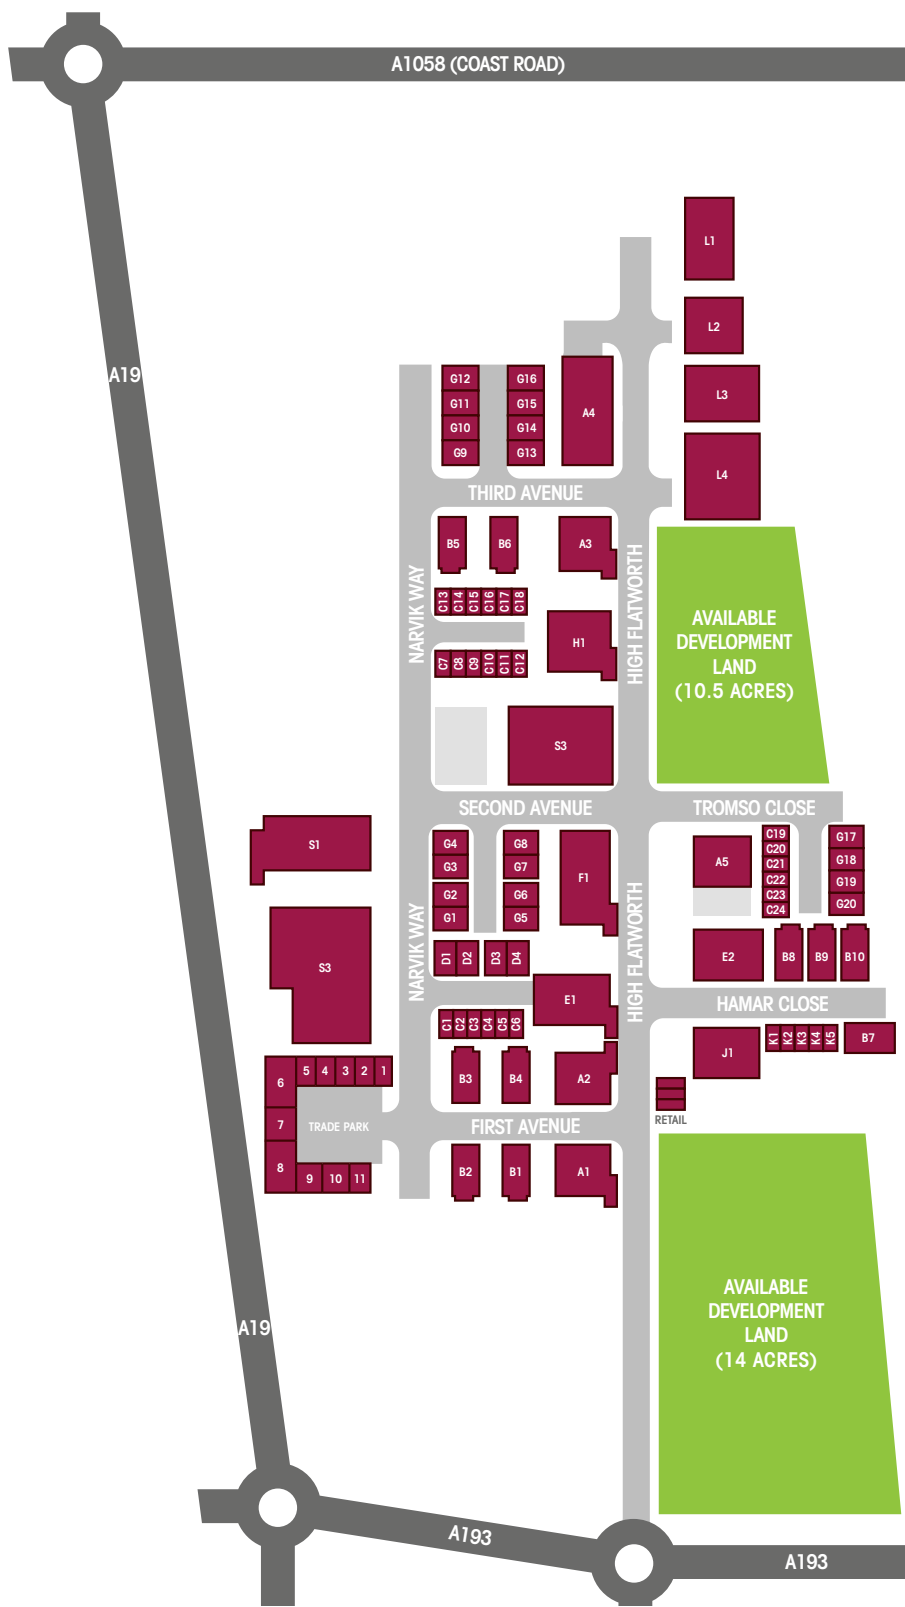 A1058 (COAST ROAD)
L1
L2
A19
G12
G16
L3
G11
G15
A4
G10
G14
G9
G13
L4
THIRD AVENUE
B5
B6
A3
NARVIK WAY
HIGH FLATWORTH
C13
C14
C15
C16
C17
C18
AVAILABLE
DEVELOPMENT
LAND
(10.5 ACRES)
H1
C7
C8
C9
C10
C11
C12
S3
SECOND AVENUE
TROMSO CLOSE
S1
G4
G8
G3
G7
F1
A5
C19
C20
C21
C22
C23
C24
G17
G18
G19
G20
G2
G6
G1
G5
NARVIK WAY
HIGH FLATWORTH
D1
D2
D3
D4
E2
B8
B9
B10
S3
E1
HAMAR CLOSE
C1
C2
C3
C4
C5
C6
J1
K1
K2
K3
K4
K5
B7
6
5
4
3
2
1
B3
B4
A2
7
TRADE PARK
FIRST AVENUE
RETAIL
8
9
10
11
B2
B1
A1
AVAILABLE
DEVELOPMENT
LAND
(14 ACRES)
A19
A193
A193